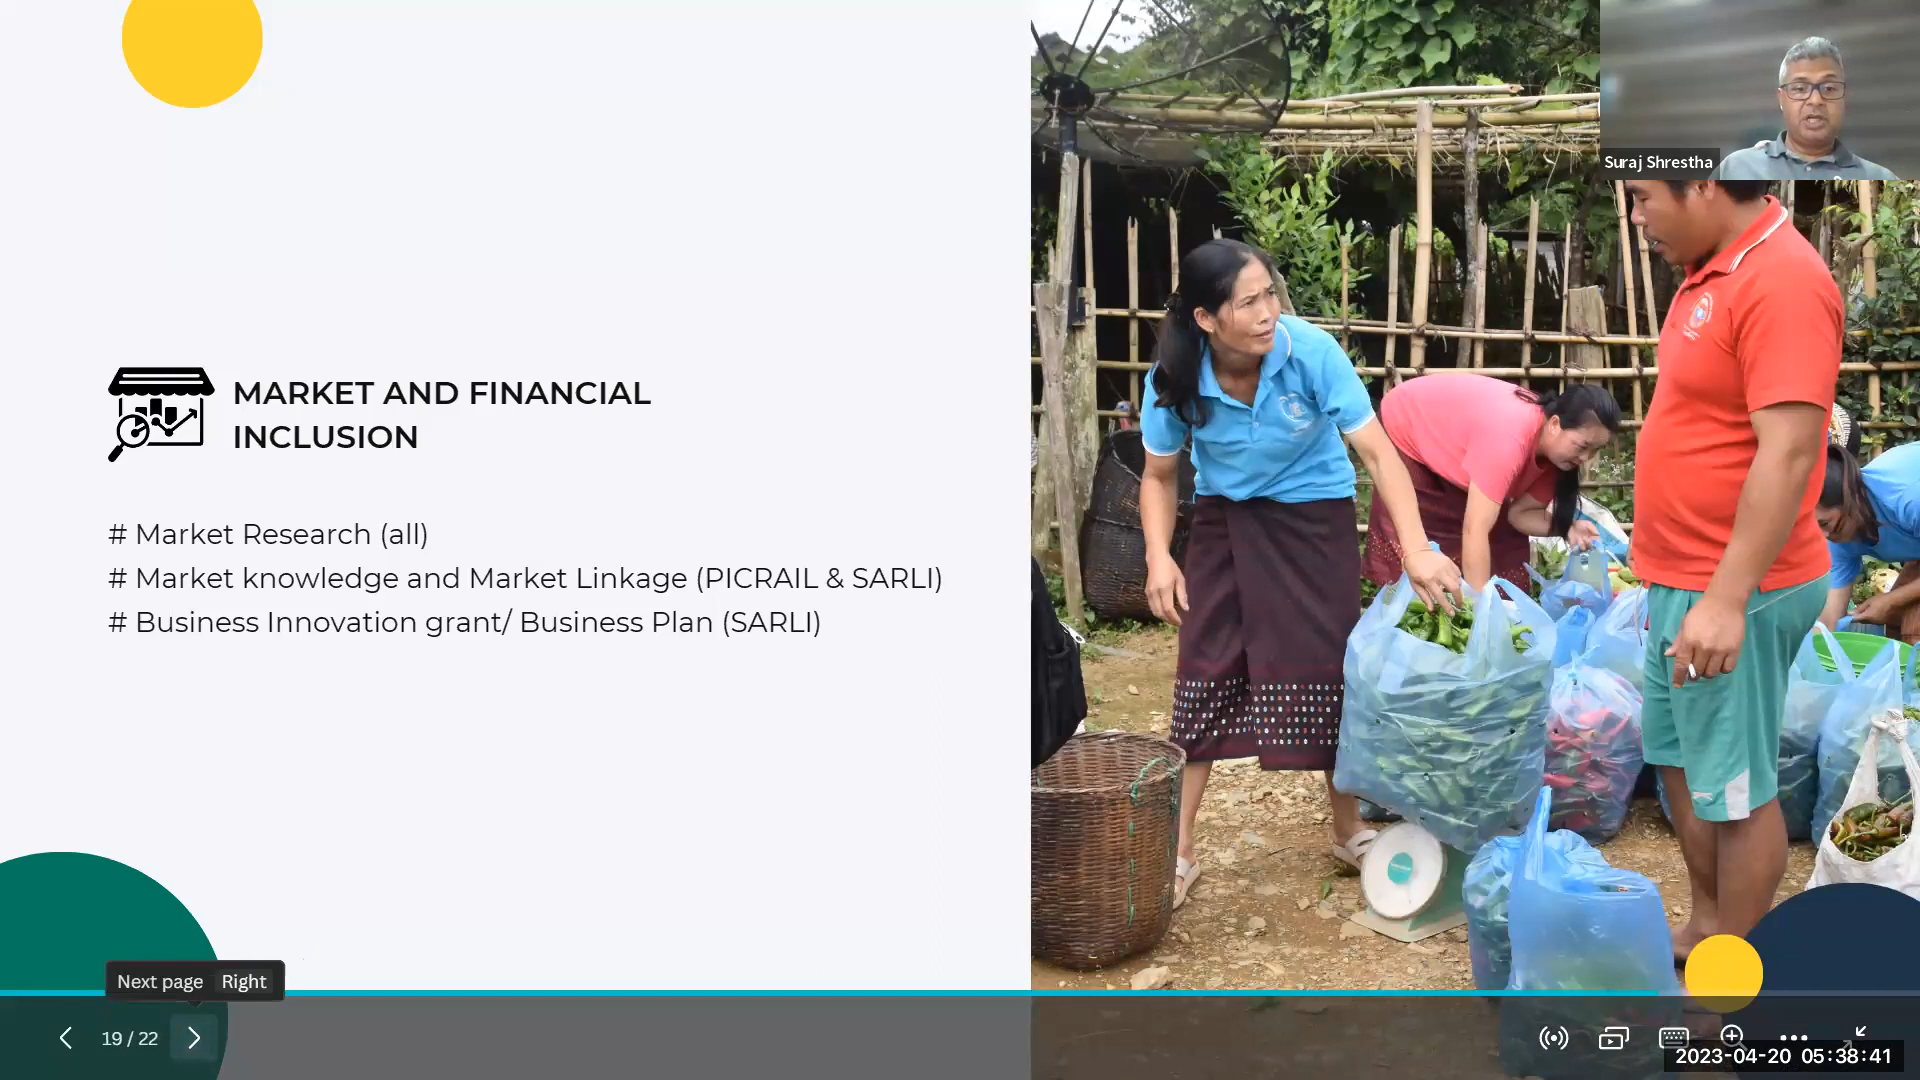 Suraj Shrestha
MARKET AND FINANCIAL
INCLUSION
# Market Research (all)
# Market knowledge and Market Linkage (PICRAIL & SARLI)
# Business Innovation grant/ Business Plan (SARLI)
Next page Right
19 / 22
2023-04-20 05:38:41